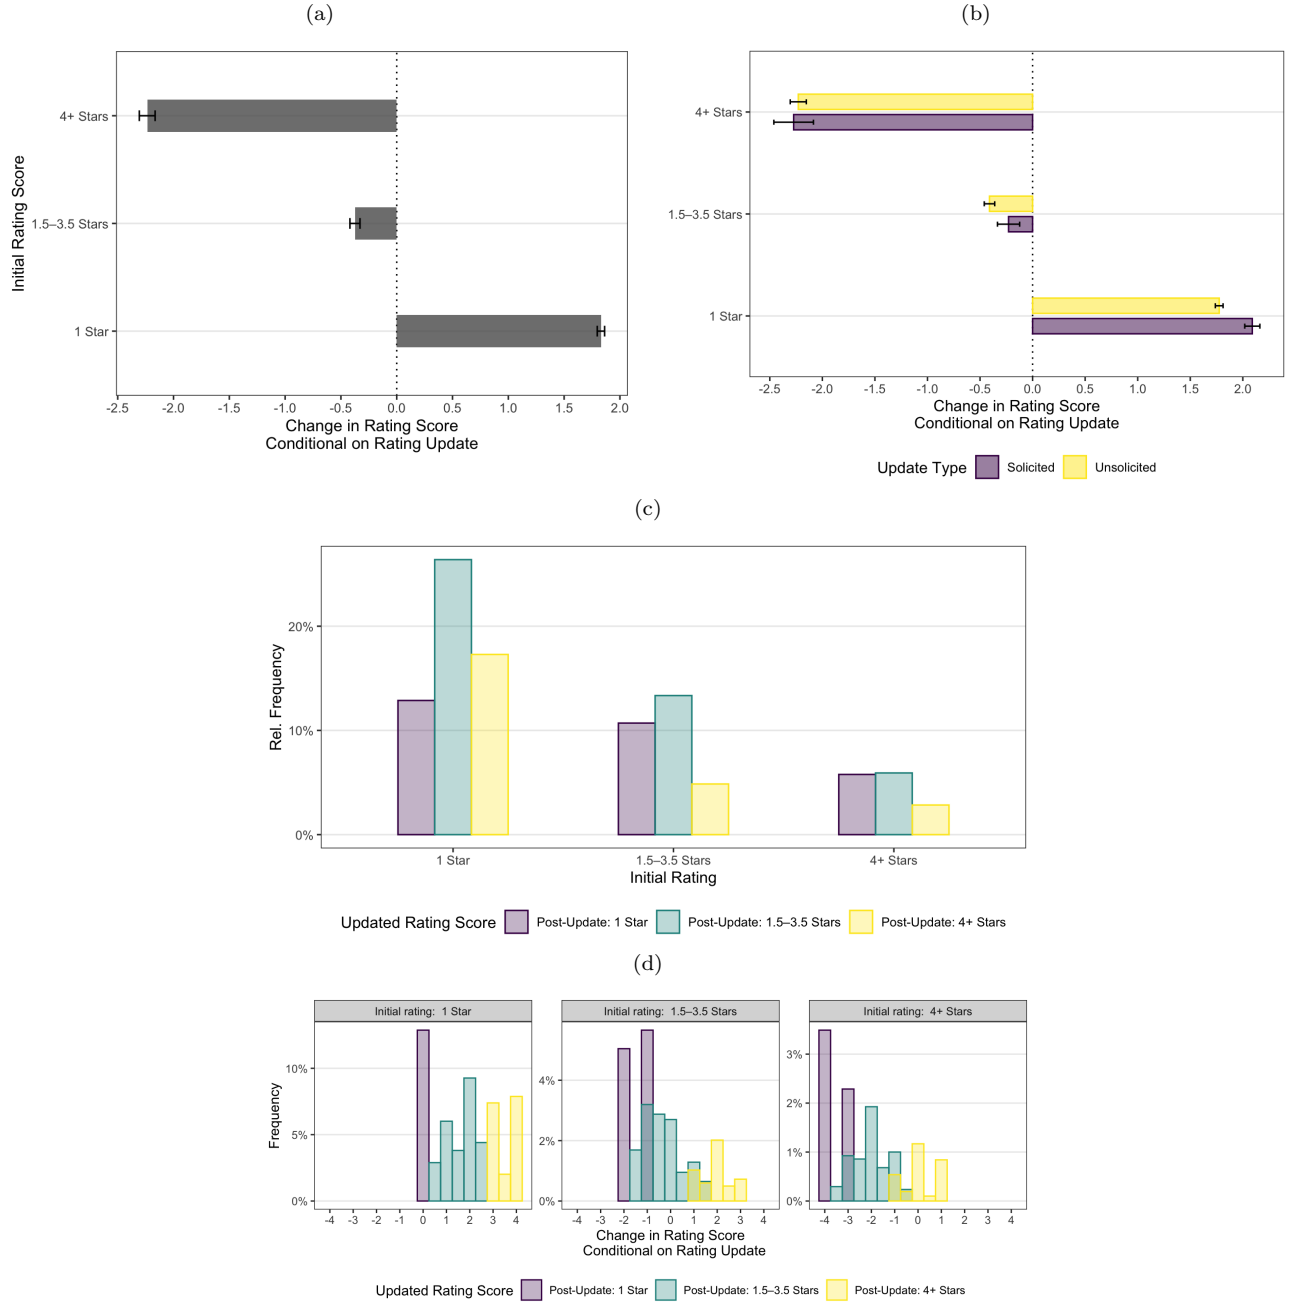 (a)
Initial Rating Score
4+ Stars
1.5–3.5 Stars
1 Star
-2.5 -2.0 -1.5 -1.0 -0.5 0.0 0.5 1.0 1.5 2.0
Change in Rating Score
Conditional on Rating Update
(b)
4+ Stars
1.5–3.5 Stars
1 Star
-2.5 -2.0 -1.5 -1.0 -0.5 0.0 0.5 1.0 1.5 2.0
Change in Rating Score
Conditional on Rating Update
Update Type Solicited Unsolicited
(c)
Rel. Frequency
20%
10%
0%
1 Star 1.5–3.5 Stars 4+ Stars
Initial Rating
Updated Rating Score Post-Update: 1 Star Post-Update: 1.5–3.5 Stars Post-Update: 4+ Stars
(d)
Initial rating: 1 Star
Frequency
10%
5%
0%
-4 -3 -2 -1 0 1 2 3 4
Initial rating: 1.5–3.5 Stars
4%
2%
0%
-4 -3 -2 -1 0 1 2 3 4
Initial rating: 4+ Stars
3%
2%
1%
0%
-4 -3 -2 -1 0 1 2 3 4
Change in Rating Score
Conditional on Rating Update
Updated Rating Score Post-Update: 1 Star Post-Update: 1.5–3.5 Stars Post-Update: 4+ Stars